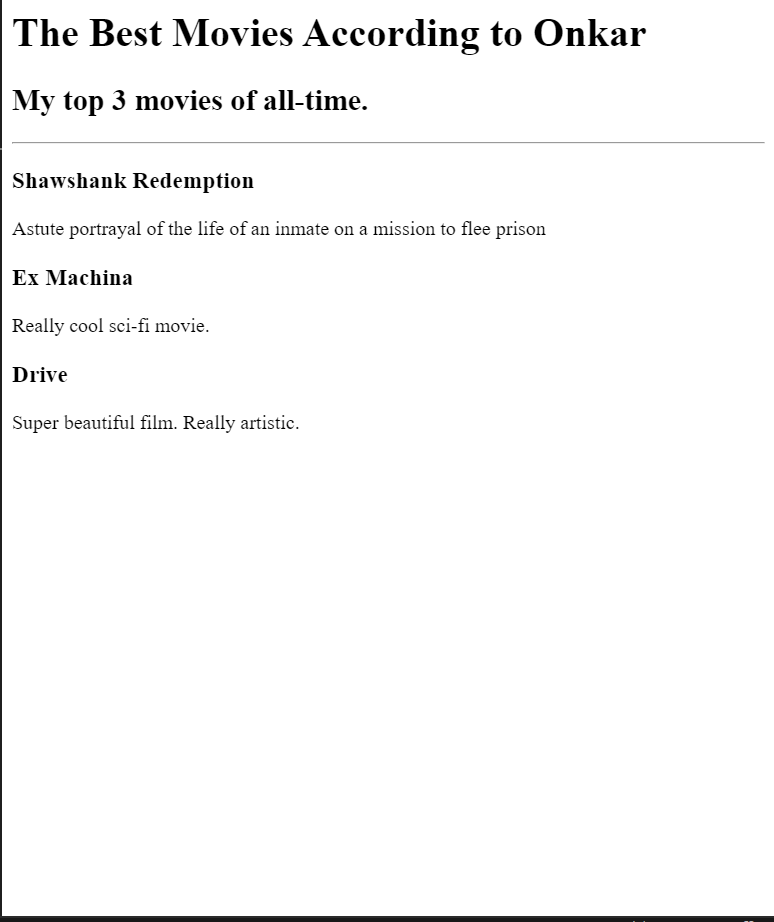 The Best Movies According to Onkar
My top 3 movies of all-time.
Shawshank Redemption
Astute portrayal of the life of an inmate on a mission to flee prison
Ex Machina
Really cool sci-fi movie.
Drive
Super beautiful film. Really artistic.